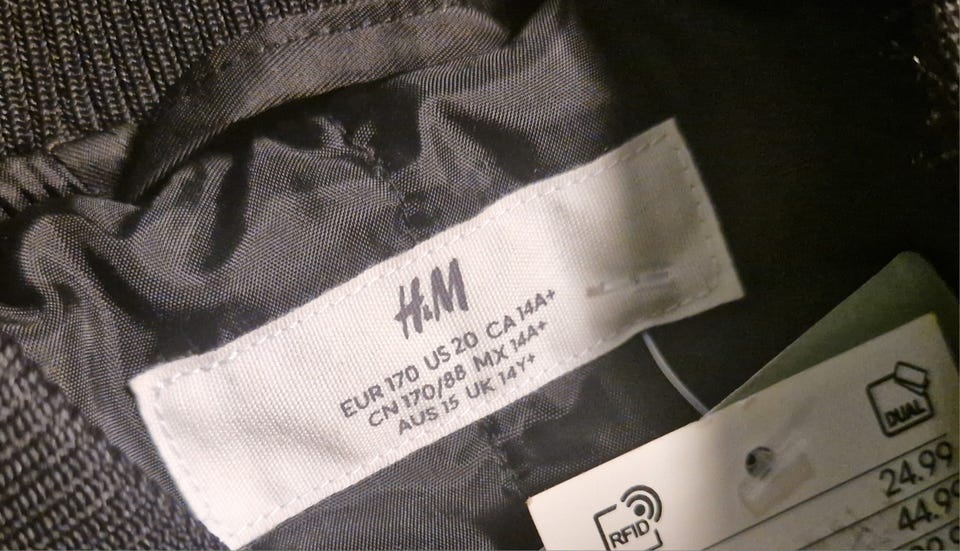 H&M
EUR 170 US 20 CA 14A+
CN 170/88 MX 14A+
AUS 15 UK 14Y+
DUAL
RFID
24.99
44.99